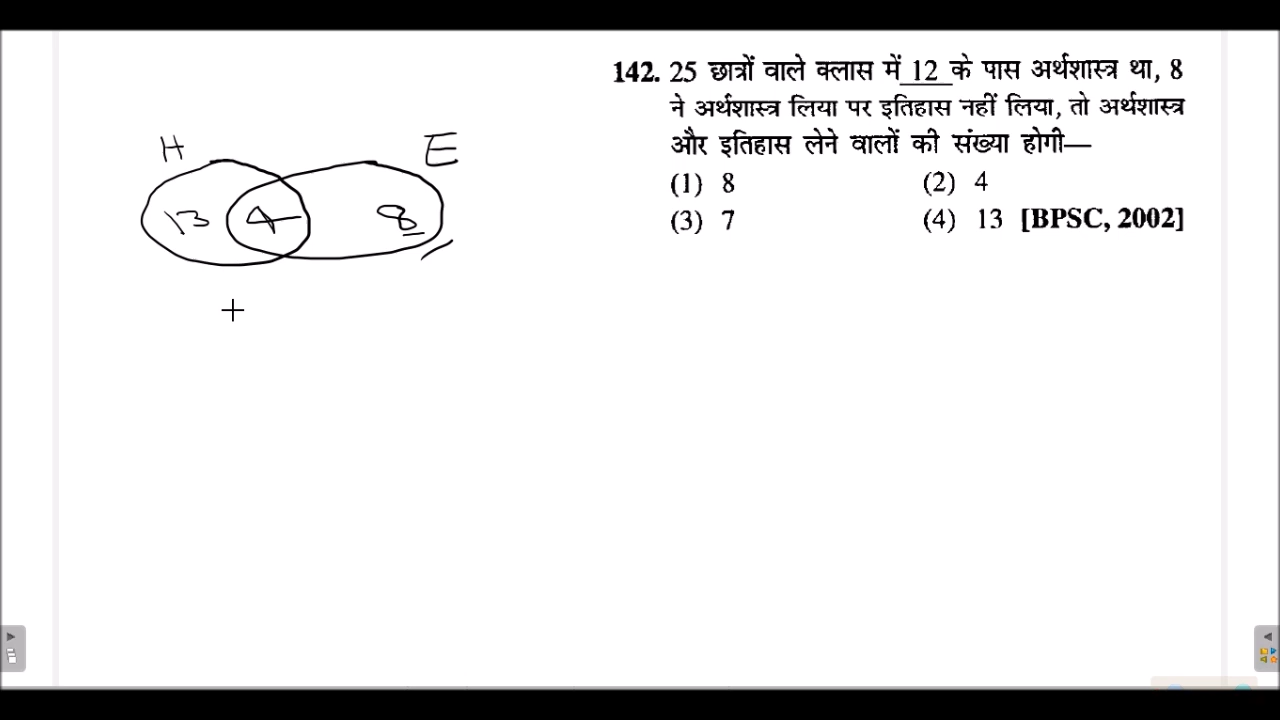 142. 25 छात्रों वाले क्लास में 12 के पास अर्थशास्त्र था, 8
ने अर्थशास्त्र लिया पर इतिहास नहीं लिया, तो अर्थशास्त्र
और इतिहास लेने वालों की संख्या होगी—
(1) 8 (2) 4
(3) 7 (4) 13 [BPSC, 2002]
H E
13 4 8